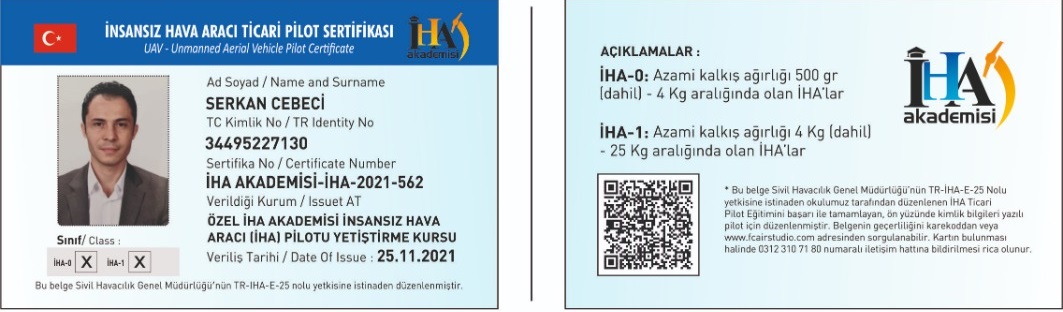 İNSANSIZ HAVA ARACI TİCARİ PİLOT SERTİFİKASI
UAV - Unmanned Aerial Vehicle Pilot Certificate
İHA
akademisi
Ad Soyad / Name and Surname
SERKAN CEBECİ
TC Kimlik No / TR Identity No
34495227130
Sertifika No / Certificate Number
İHA AKADEMİSİ-İHA-2021-562
Verildiği Kurum / Issuet AT
ÖZEL İHA AKADEMİSİ İNSANSIZ HAVA
ARACI (İHA) PİLOTU YETİŞTİRME KURSU
Veriliş Tarihi / Date Of Issue : 25.11.2021
Sınıf/ Class :
İHA-0 X İHA-1 X
Bu belge Sivil Havacılık Genel Müdürlüğü'nün TR-IHA-E-25 nolu yetkisine istinaden düzenlenmiştir.
AÇIKLAMALAR :
İHA-0: Azami kalkış ağırlığı 500 gr
(dahil) - 4 Kg aralığında olan İHA'lar
İHA-1: Azami kalkış ağırlığı 4 Kg (dahil)
- 25 Kg aralığında olan İHA'lar
İHA
akademisi
* Bu belge Sivil Havacılık Genel Müdürlüğü'nün TR-İHA-E-25 Nolu
yetkisine istinaden okulumuz tarafından düzenlenen İHA Ticari
Pilot Eğitimini başarı ile tamamlayan, ön yüzünde kimlik bilgileri yazılı
pilot için düzenlenmiştir. Belgenin geçerliliğini karekoddan veya
www.fcairstudio.com adresinden sorgulanabilir. Kartın bulunması
halinde 0312 310 71 80 numaralı iletişim hattına bildirilmesi rica olunur.